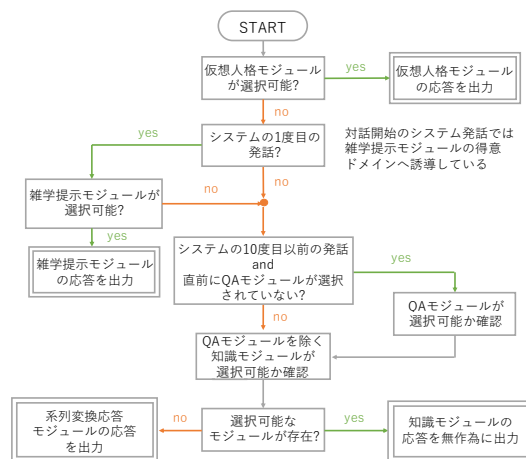 START
仮想人格モジュール
が選択可能?
yes
仮想人格モジュール
の応答を出力
no
yes
システムの1度目の
発話?
対話開始のシステム発話では
雑学提示モジュールの得意
ドメインへ誘導している
no
雑学提示モジュールが
選択可能?
no
yes
雑学提示モジュール
の応答を出力
システムの10度目以前の発話
and
直前にQAモジュールが選択
されていない?
yes
QAモジュールが
選択可能か確認
no
QAモジュールを除く
知識モジュールが
選択可能か確認
系列変換応答
モジュールの応答
を出力
no
選択可能な
モジュールが存在?
yes
知識モジュールの
応答を無作為に出力